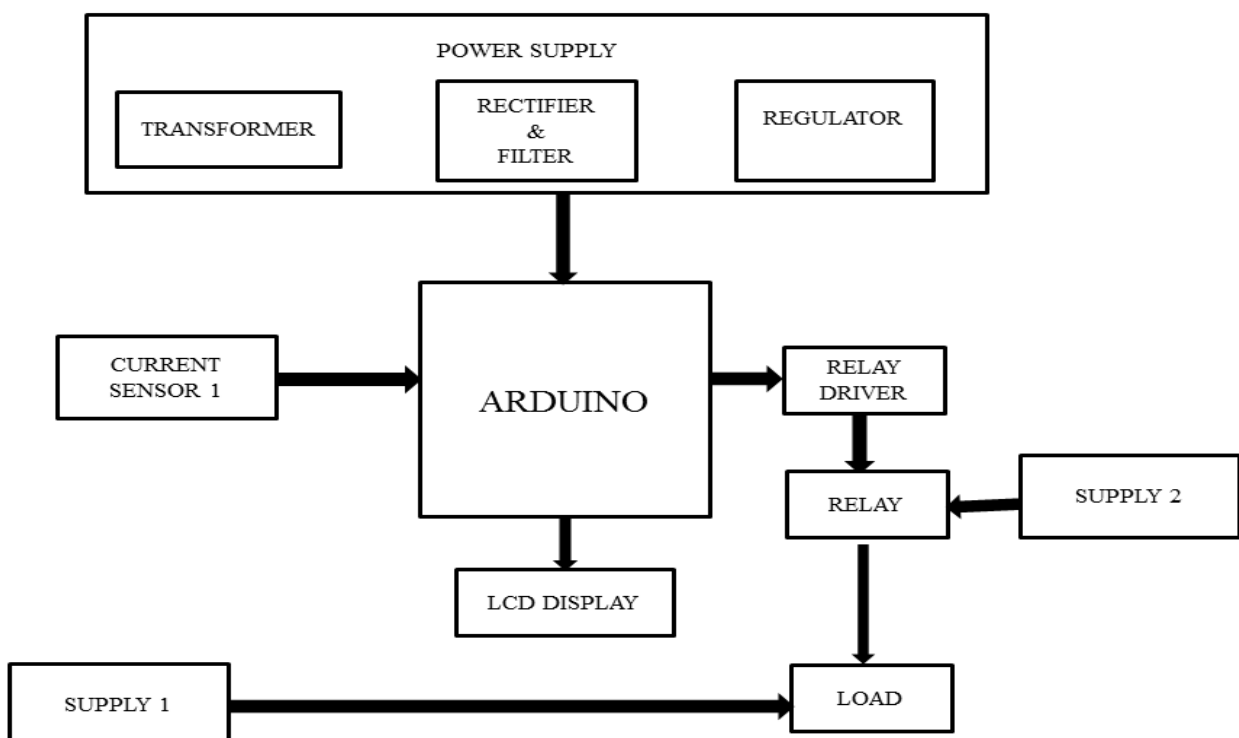 POWER SUPPLY
TRANSFORMER
RECTIFIER
&
FILTER
REGULATOR
CURRENT
SENSOR 1
ARDUINO
RELAY
DRIVER
RELAY
SUPPLY 2
LCD DISPLAY
SUPPLY 1
LOAD